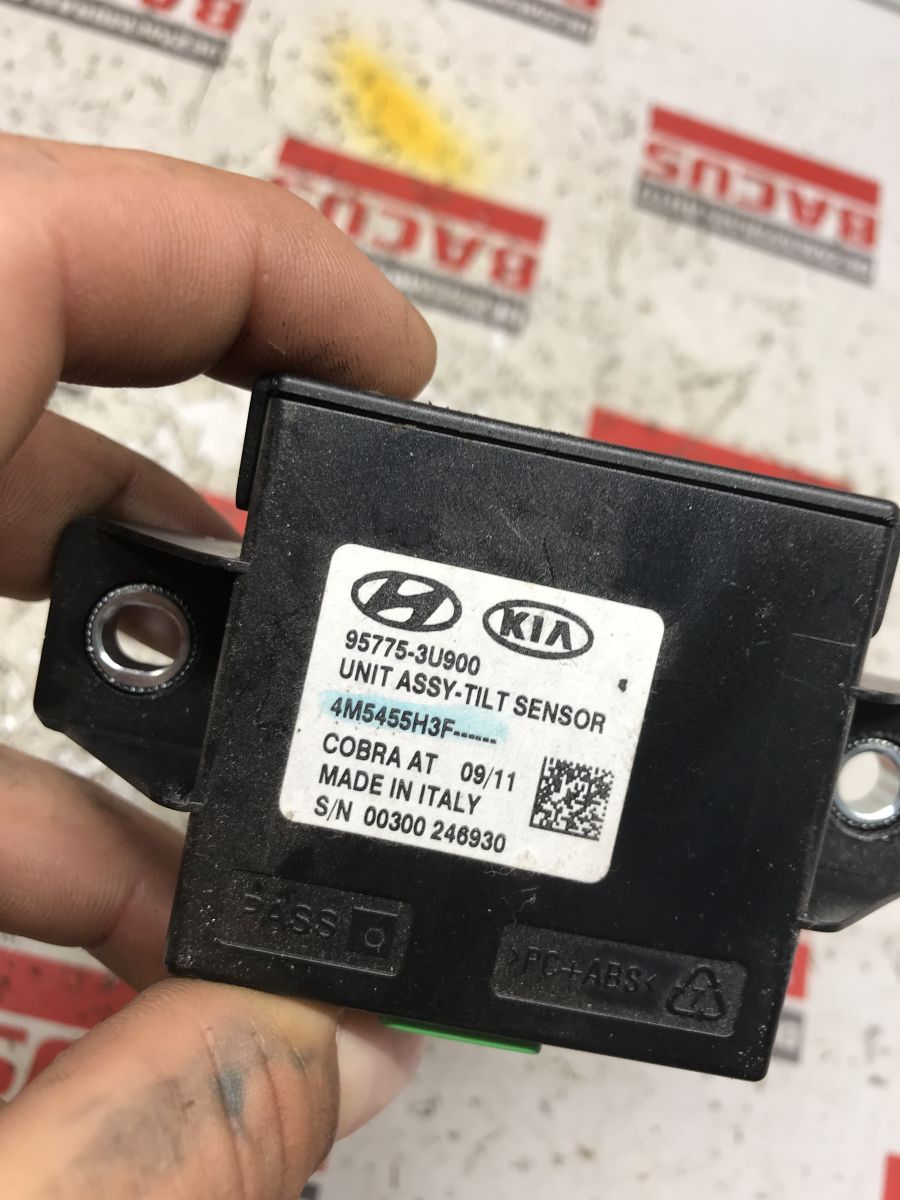 BACUS
BACUS
KIA
95775-3U900
UNIT ASSY-TILT SENSOR
4M5455H3F------
COBRA AT 09/11
MADE IN ITALY
S/N 00300 246930
PASS
>PC+ABS<